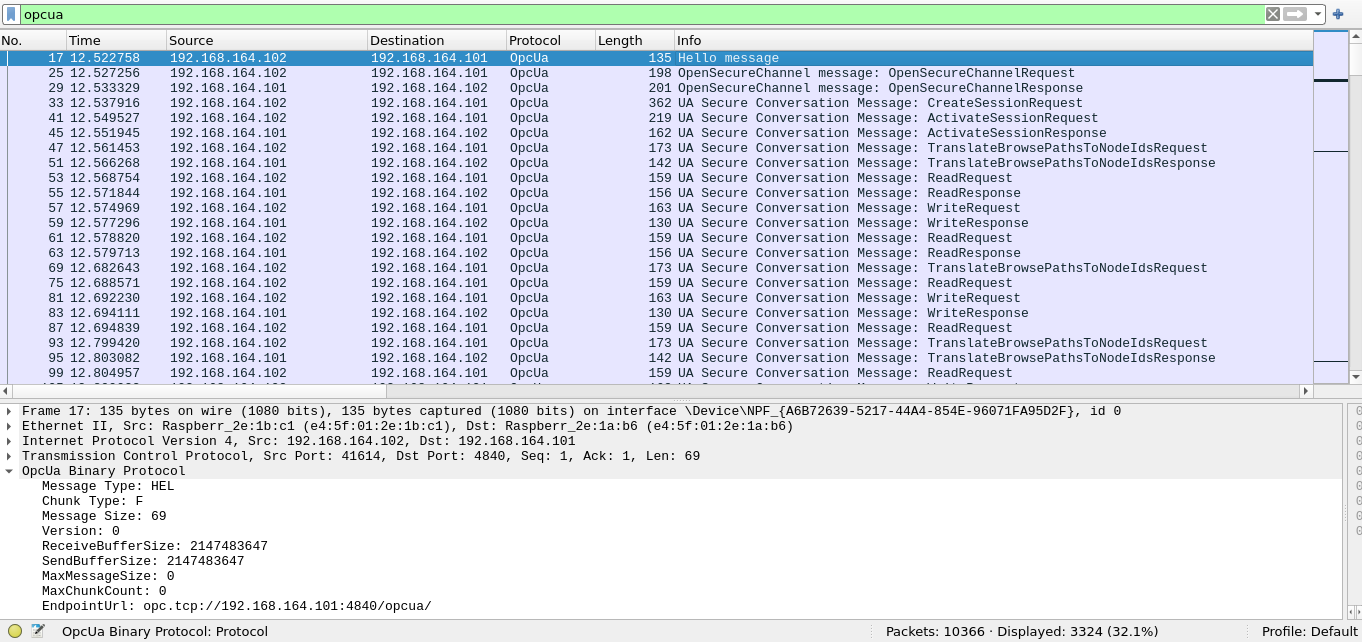 opcua
No. Time Source Destination Protocol Length Info
17 12.522758 192.168.164.102 192.168.164.101 OpcUa 135 Hello message
25 12.527256 192.168.164.102 192.168.164.101 OpcUa 198 OpenSecureChannel message: OpenSecureChannelRequest
29 12.533329 192.168.164.101 192.168.164.102 OpcUa 201 OpenSecureChannel message: OpenSecureChannelResponse
33 12.537916 192.168.164.102 192.168.164.101 OpcUa 362 UA Secure Conversation Message: CreateSessionRequest
41 12.549527 192.168.164.102 192.168.164.101 OpcUa 219 UA Secure Conversation Message: ActivateSessionRequest
45 12.551945 192.168.164.101 192.168.164.102 OpcUa 162 UA Secure Conversation Message: ActivateSessionResponse
47 12.561453 192.168.164.102 192.168.164.101 OpcUa 173 UA Secure Conversation Message: TranslateBrowsePathsToNodeIdsRequest
51 12.566268 192.168.164.101 192.168.164.102 OpcUa 142 UA Secure Conversation Message: TranslateBrowsePathsToNodeIdsResponse
53 12.568754 192.168.164.102 192.168.164.101 OpcUa 159 UA Secure Conversation Message: ReadRequest
55 12.571844 192.168.164.101 192.168.164.102 OpcUa 156 UA Secure Conversation Message: ReadResponse
57 12.574969 192.168.164.102 192.168.164.101 OpcUa 163 UA Secure Conversation Message: WriteRequest
59 12.577296 192.168.164.101 192.168.164.102 OpcUa 130 UA Secure Conversation Message: WriteResponse
61 12.578820 192.168.164.102 192.168.164.101 OpcUa 159 UA Secure Conversation Message: ReadRequest
63 12.579713 192.168.164.101 192.168.164.102 OpcUa 156 UA Secure Conversation Message: ReadResponse
69 12.682643 192.168.164.102 192.168.164.101 OpcUa 173 UA Secure Conversation Message: TranslateBrowsePathsToNodeIdsRequest
75 12.688571 192.168.164.102 192.168.164.101 OpcUa 159 UA Secure Conversation Message: ReadRequest
81 12.692230 192.168.164.102 192.168.164.101 OpcUa 163 UA Secure Conversation Message: WriteRequest
83 12.694111 192.168.164.101 192.168.164.102 OpcUa 130 UA Secure Conversation Message: WriteResponse
87 12.694839 192.168.164.102 192.168.164.101 OpcUa 159 UA Secure Conversation Message: ReadRequest
93 12.799420 192.168.164.102 192.168.164.101 OpcUa 173 UA Secure Conversation Message: TranslateBrowsePathsToNodeIdsRequest
95 12.803082 192.168.164.101 192.168.164.102 OpcUa 142 UA Secure Conversation Message: TranslateBrowsePathsToNodeIdsResponse
99 12.804957 192.168.164.102 192.168.164.101 OpcUa 159 UA Secure Conversation Message: ReadRequest
Frame 17: 135 bytes on wire (1080 bits), 135 bytes captured (1080 bits) on interface \Device\NPF_{A6B72639-5217-44A4-854E-96071FA95D2F}, id 0
Ethernet II, Src: Raspberr_2e:1b:c1 (e4:5f:01:2e:1b:c1), Dst: Raspberr_2e:1a:b6 (e4:5f:01:2e:1a:b6)
Internet Protocol Version 4, Src: 192.168.164.102, Dst: 192.168.164.101
Transmission Control Protocol, Src Port: 41614, Dst Port: 4840, Seq: 1, Ack: 1, Len: 69
OpcUa Binary Protocol
Message Type: HEL
Chunk Type: F
Message Size: 69
Version: 0
ReceiveBufferSize: 2147483647
SendBufferSize: 2147483647
MaxMessageSize: 0
MaxChunkCount: 0
EndpointUrl: opc.tcp://192.168.164.101:4840/opcua/
OpcUa Binary Protocol: Protocol Packets: 10366 · Displayed: 3324 (32.1%) Profile: Default